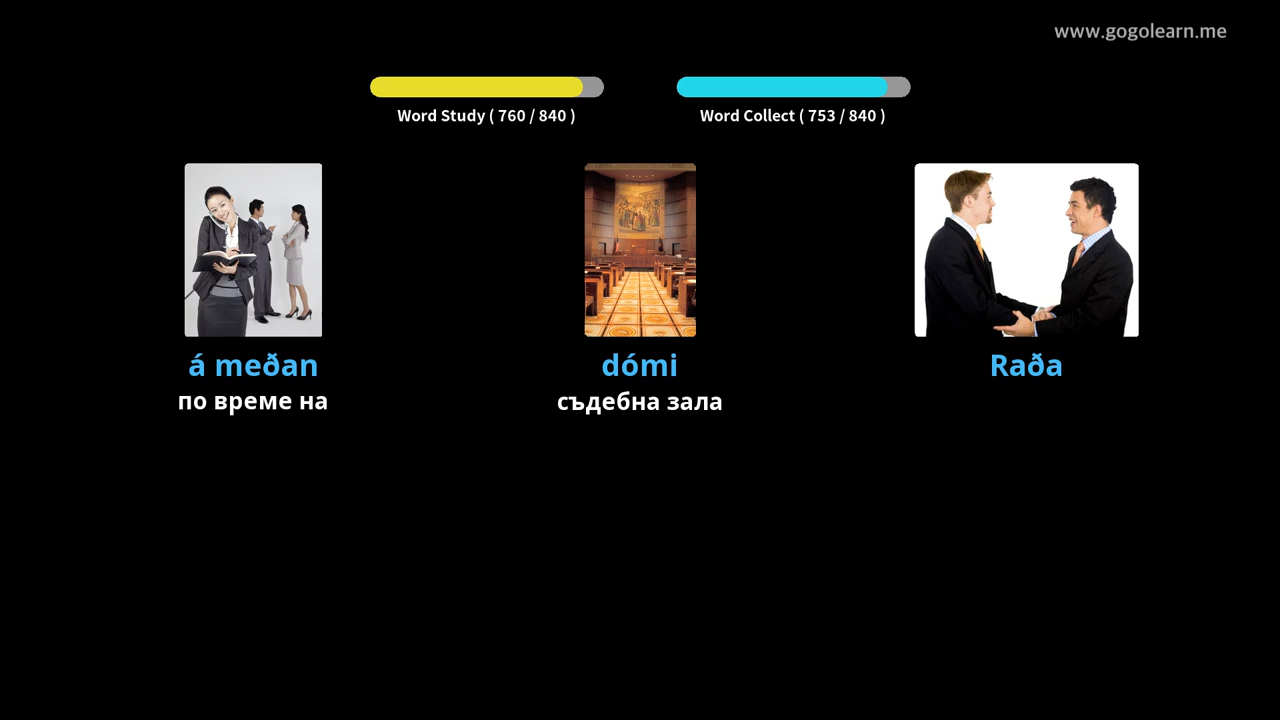 www.gogolearn.me
Word Study ( 760 / 840 )
Word Collect ( 753 / 840 )
á meðan
по време на
dómi
съдебна зала
Raða